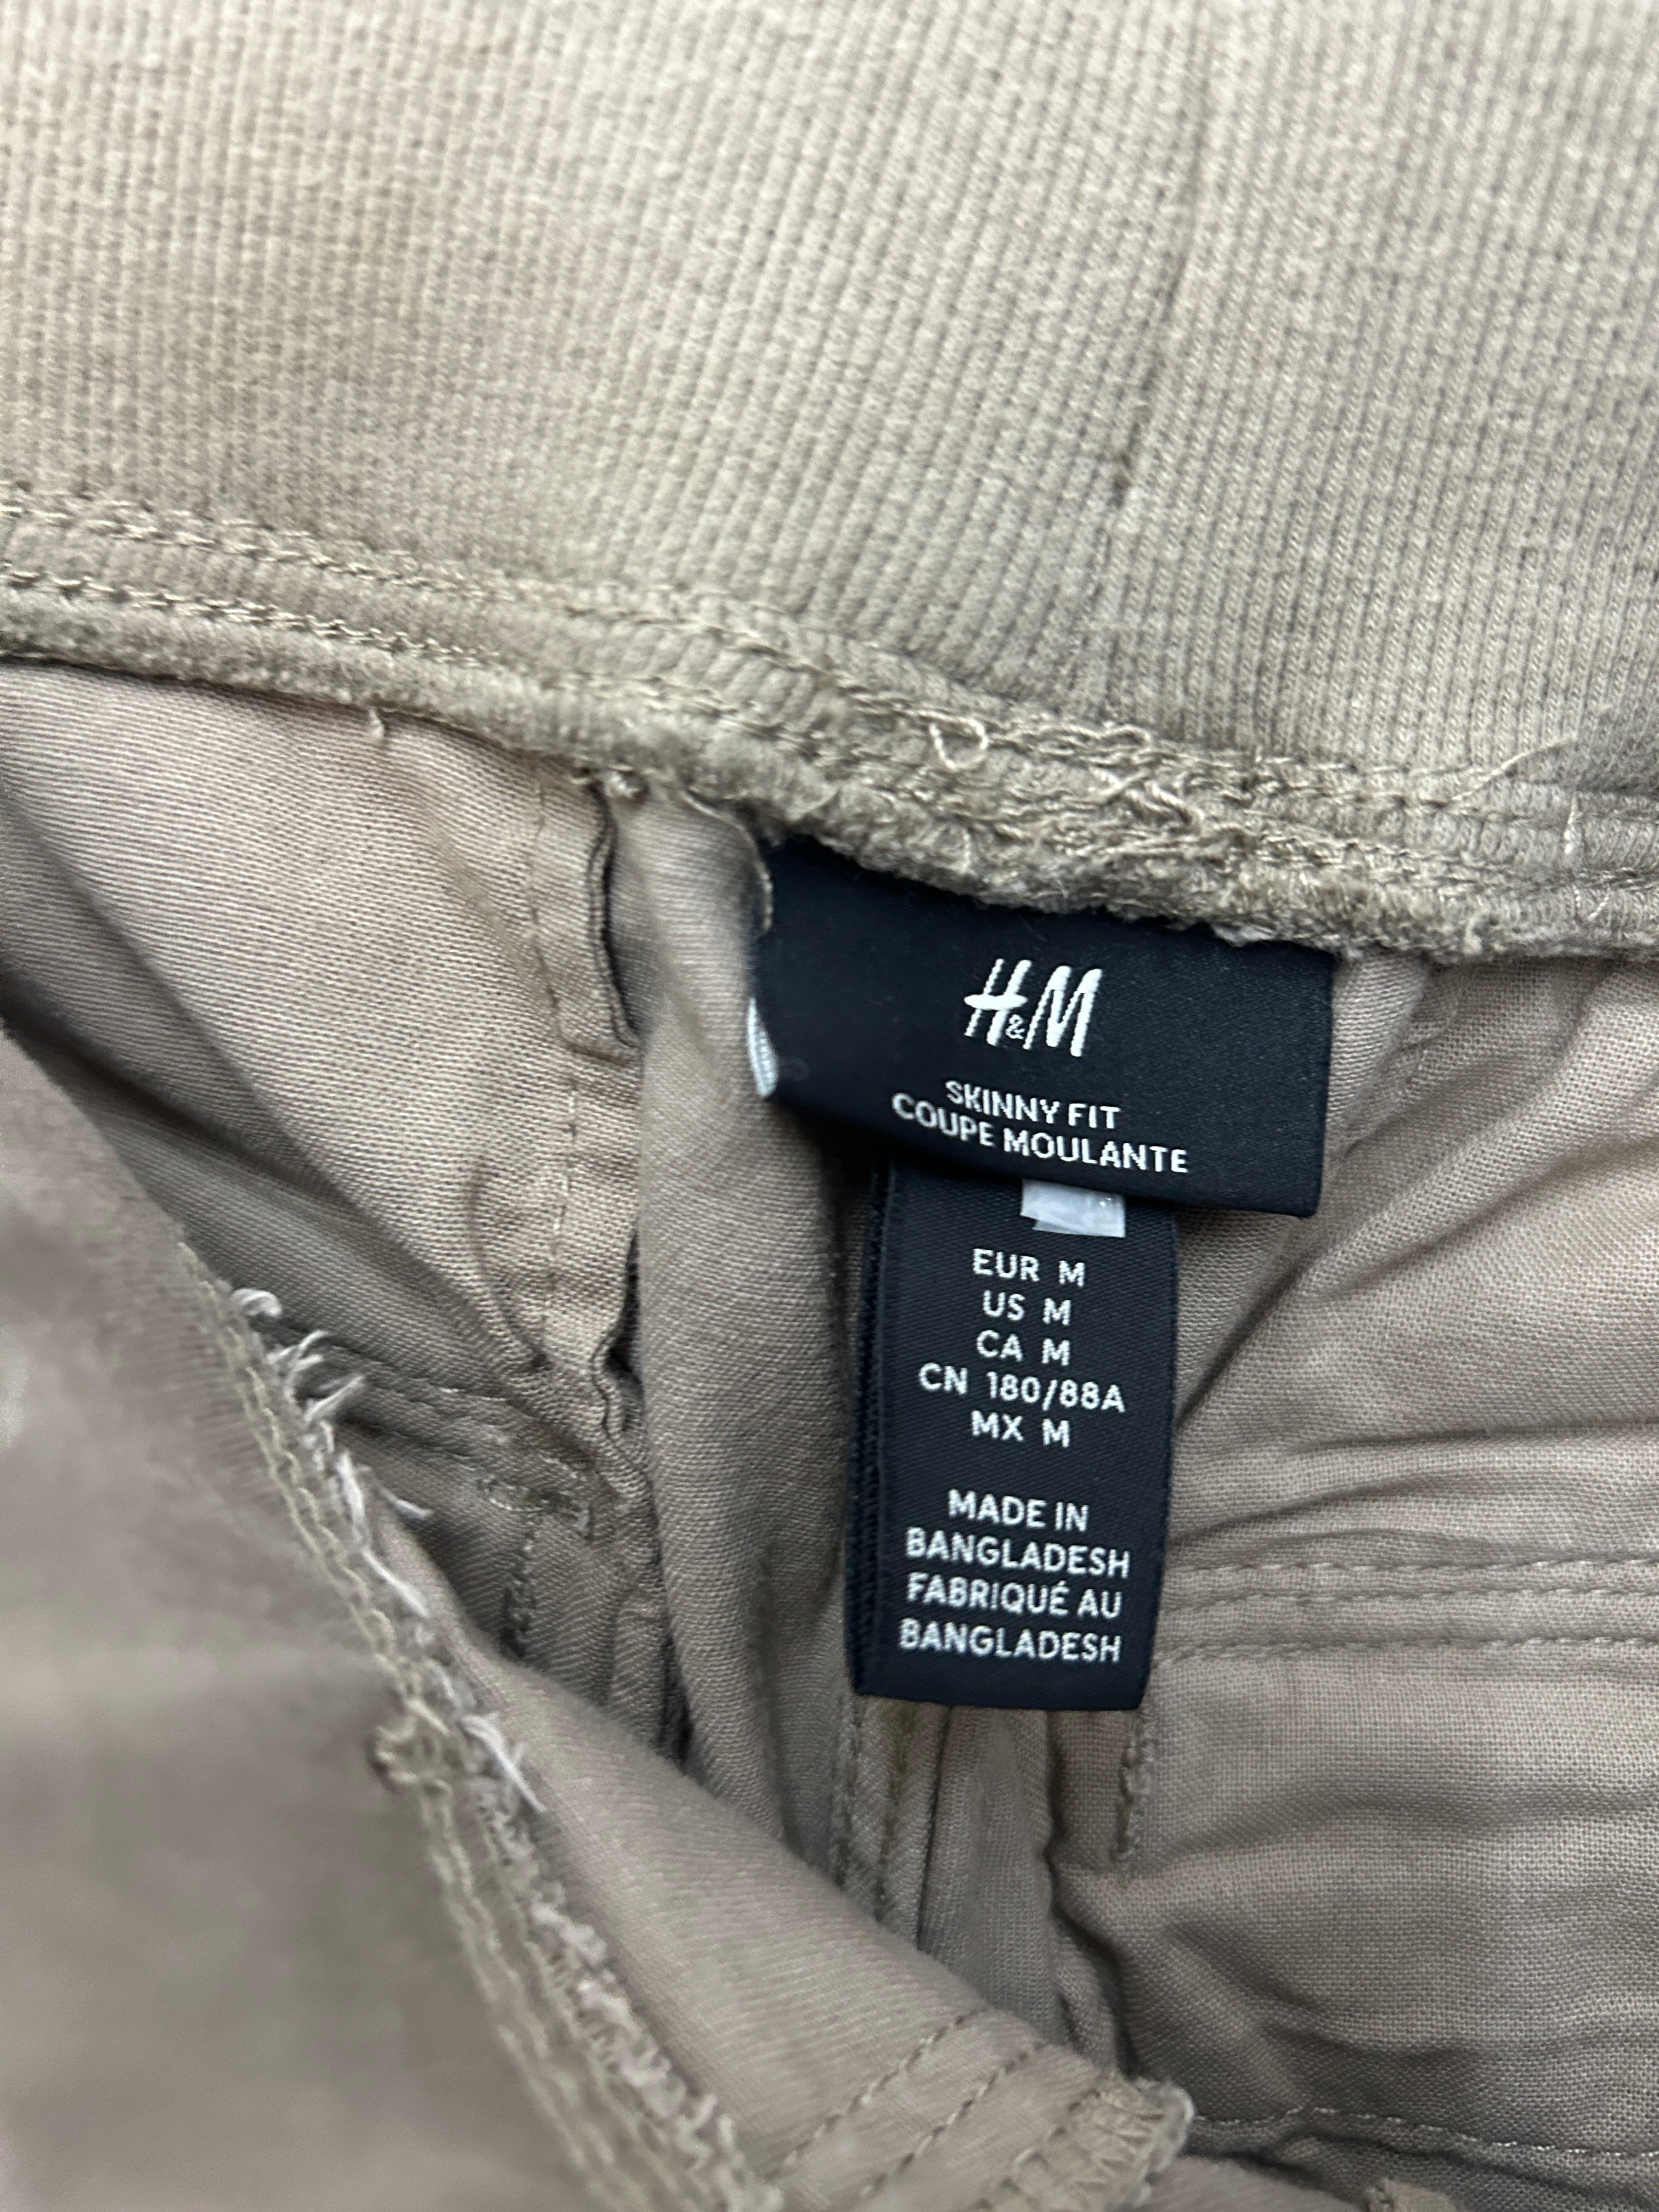 H&M
SKINNY FIT
COUPE MOULANTE
EUR M
US M
CA M
CN 180/88A
MX M
MADE IN
BANGLADESH
FABRIQUÉ AU
BANGLADESH